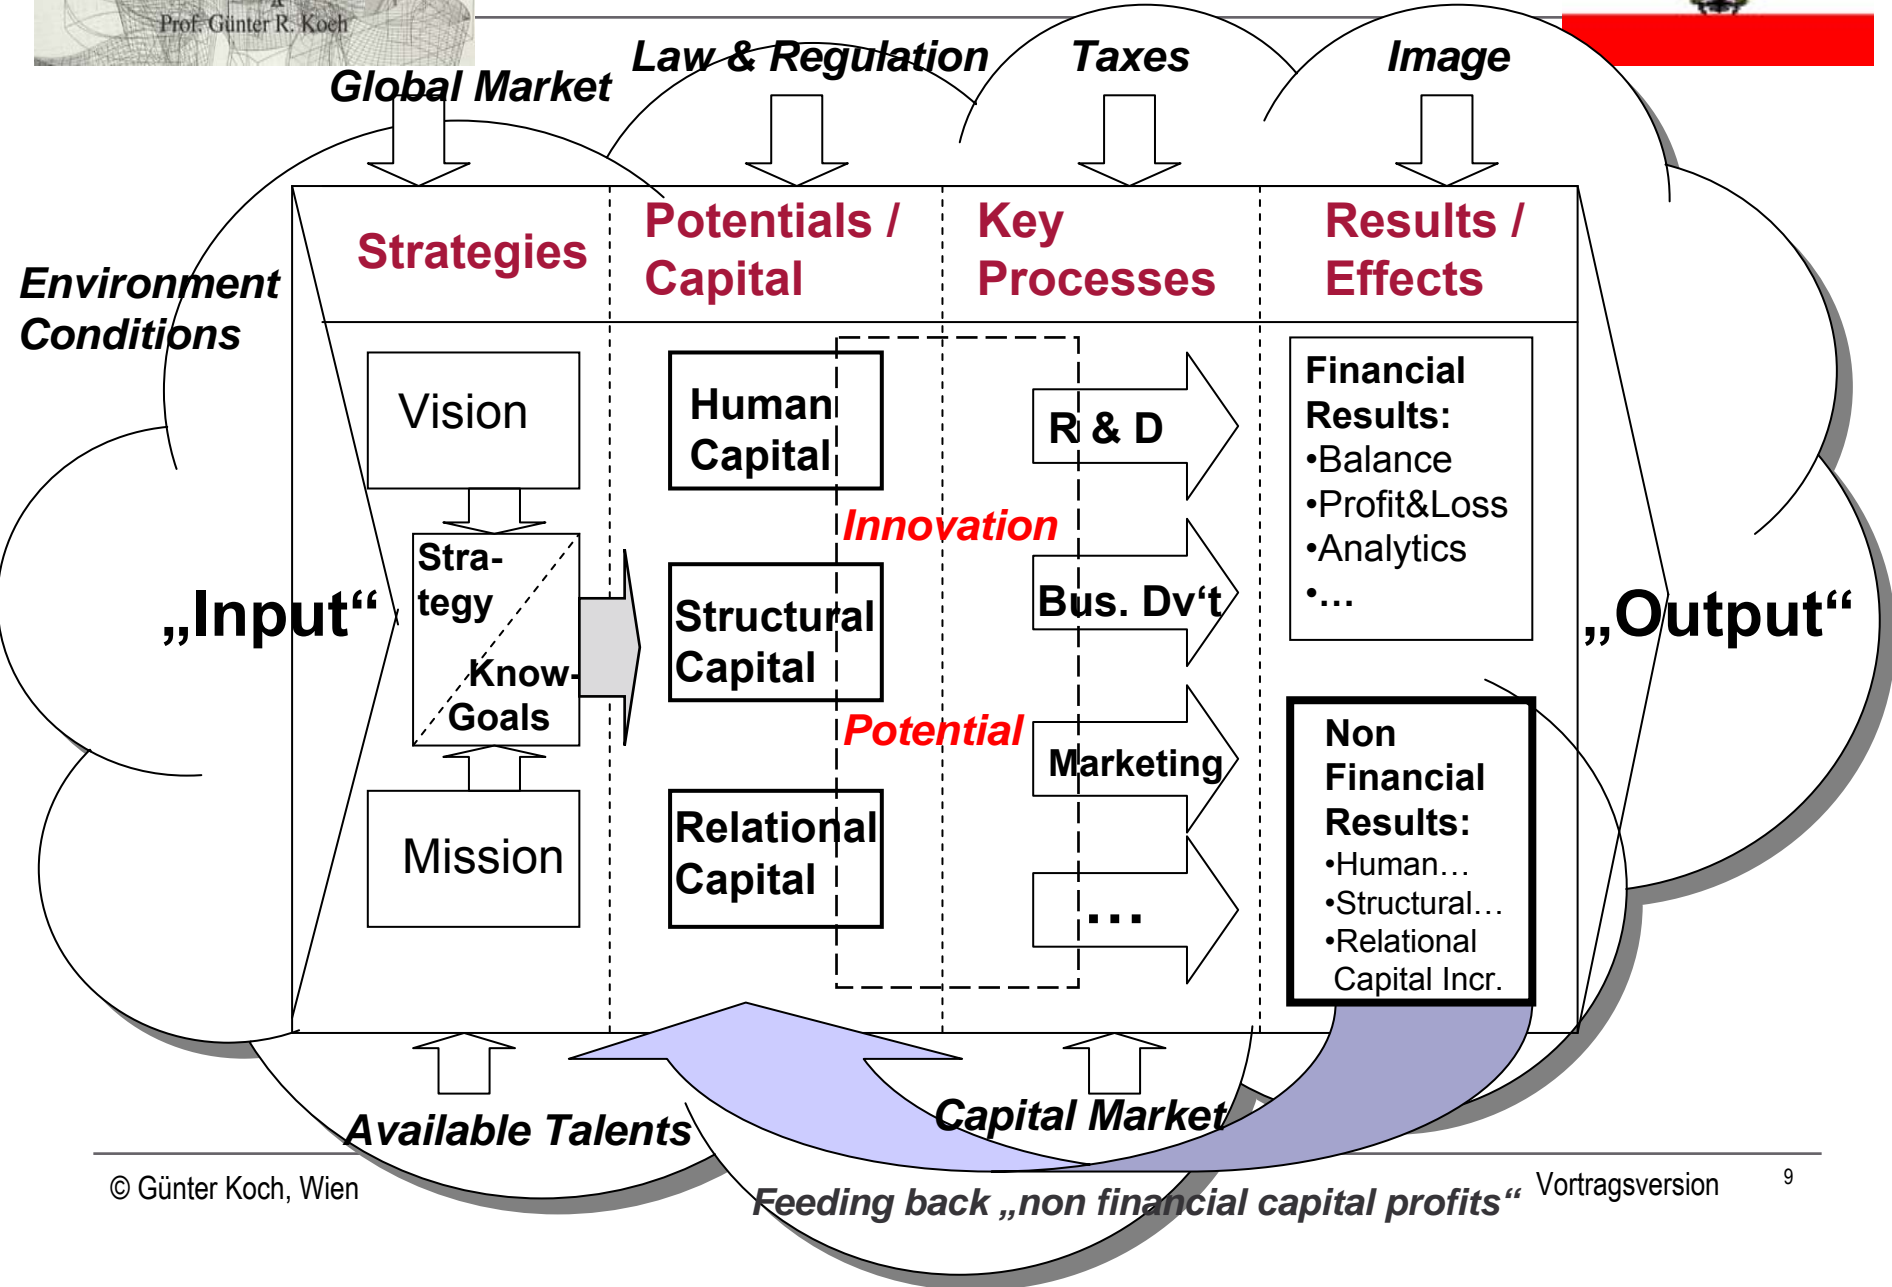 Prof. Günter R. Koch
Global Market
Law & Regulation
Taxes
Image
Environment
Conditions
Strategies
Potentials /
Capital
Key
Processes
Results /
Effects
„Input“
Vision
Stra-
tegy
Know-
Goals
Mission
Human
Capital
Structural
Capital
Relational
Capital
Innovation
Potential
R & D
Bus. Dv‘t
Marketing
…
Financial
Results:
•Balance
•Profit&Loss
•Analytics
•…
Non
Financial
Results:
•Human…
•Structural…
•Relational
Capital Incr.
„Output“
Available Talents
Capital Market
Feeding back „non financial capital profits“
© Günter Koch, Wien
Vortragsversion
9